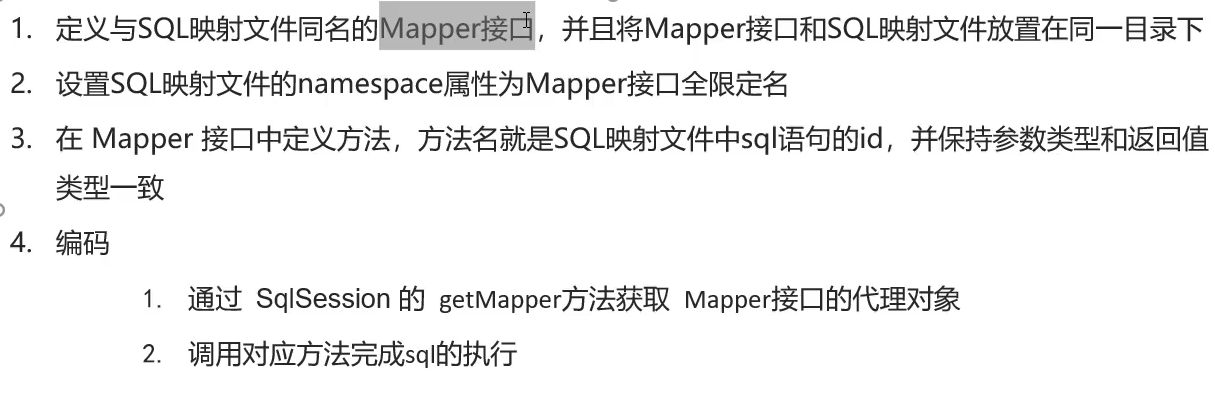 1. 定义与SQL映射文件同名的Mapper接口，并且将Mapper接口和SQL映射文件放置在同一目录下
2. 设置SQL映射文件的namespace属性为Mapper接口全限定名
3. 在 Mapper 接口中定义方法，方法名就是SQL映射文件中sql语句的id，并保持参数类型和返回值
类型一致
4. 编码
1. 通过 SqlSession 的 getMapper方法获取 Mapper接口的代理对象
2. 调用对应方法完成sql的执行